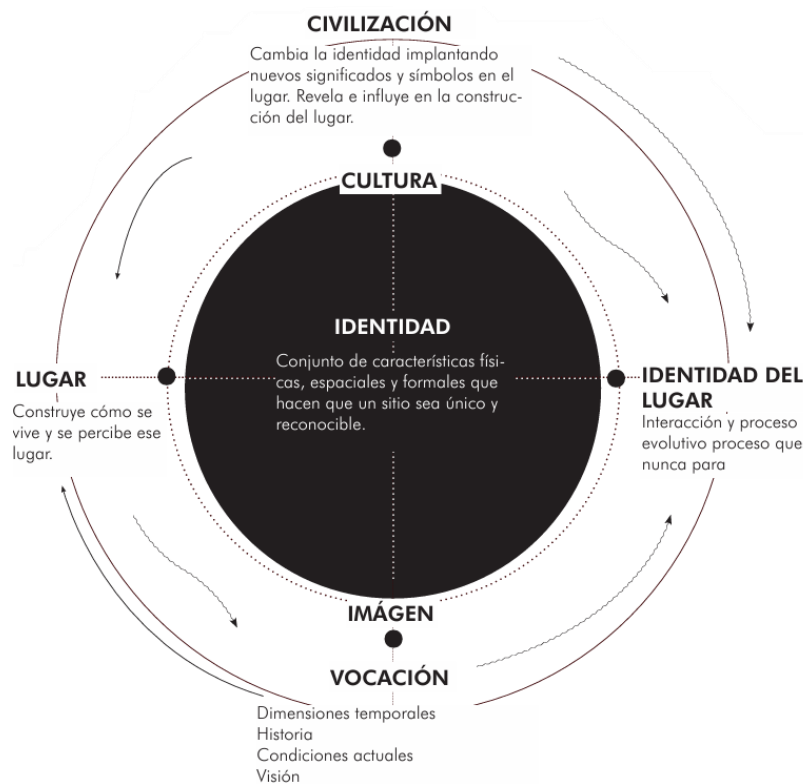 CIVILIZACIÓN
Cambia la identidad implantando
nuevos significados y símbolos en el
lugar. Revela e influye en la construc-
ción del lugar.
CULTURA
IDENTIDAD
Conjunto de características físi-
cas, espaciales y formales que
hacen que un sitio sea único y
reconocible.
LUGAR
Construye cómo se
vive y se percibe ese
lugar.
IDENTIDAD DEL
LUGAR
Interacción y proceso
evolutivo proceso que
nunca para
IMÁGEN
VOCACIÓN
Dimensiones temporales
Historia
Condiciones actuales
Visión